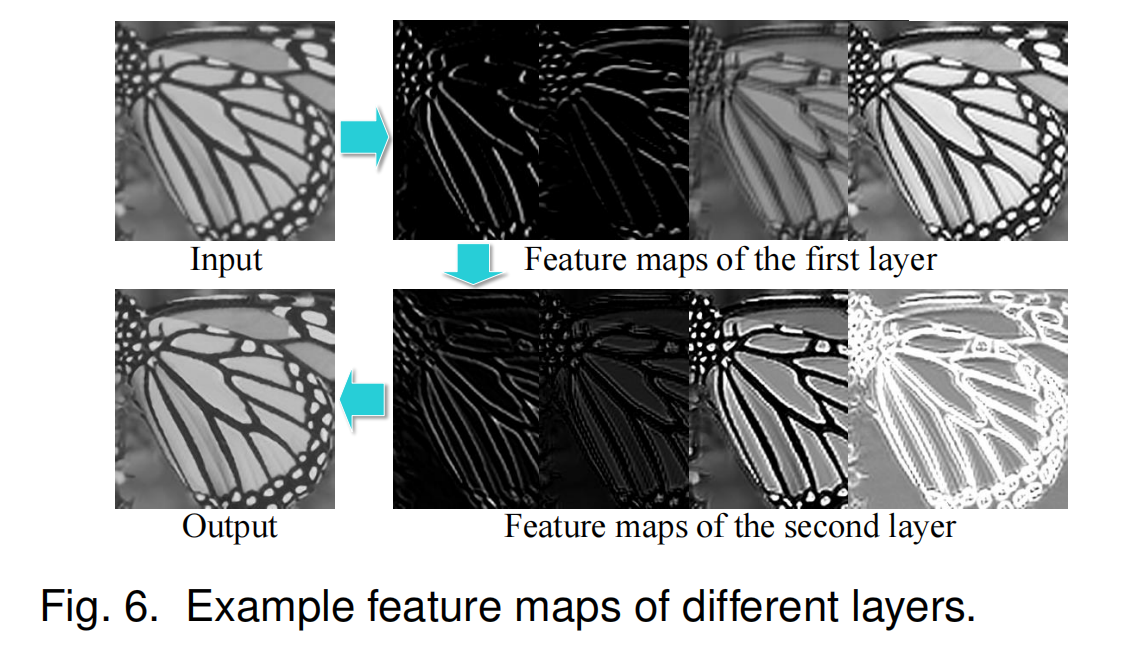 Input
Feature maps of the first layer
Output
Feature maps of the second layer
Fig. 6. Example feature maps of different layers.